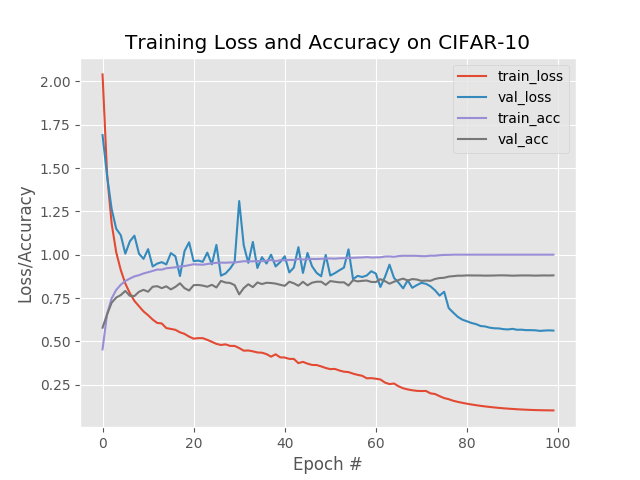 Training Loss and Accuracy on CIFAR-10
train_loss
val_loss
train_acc
val_acc
Loss/Accuracy
2.00
1.75
1.50
1.25
1.00
0.75
0.50
0.25
0 20 40 60 80 100
Epoch #